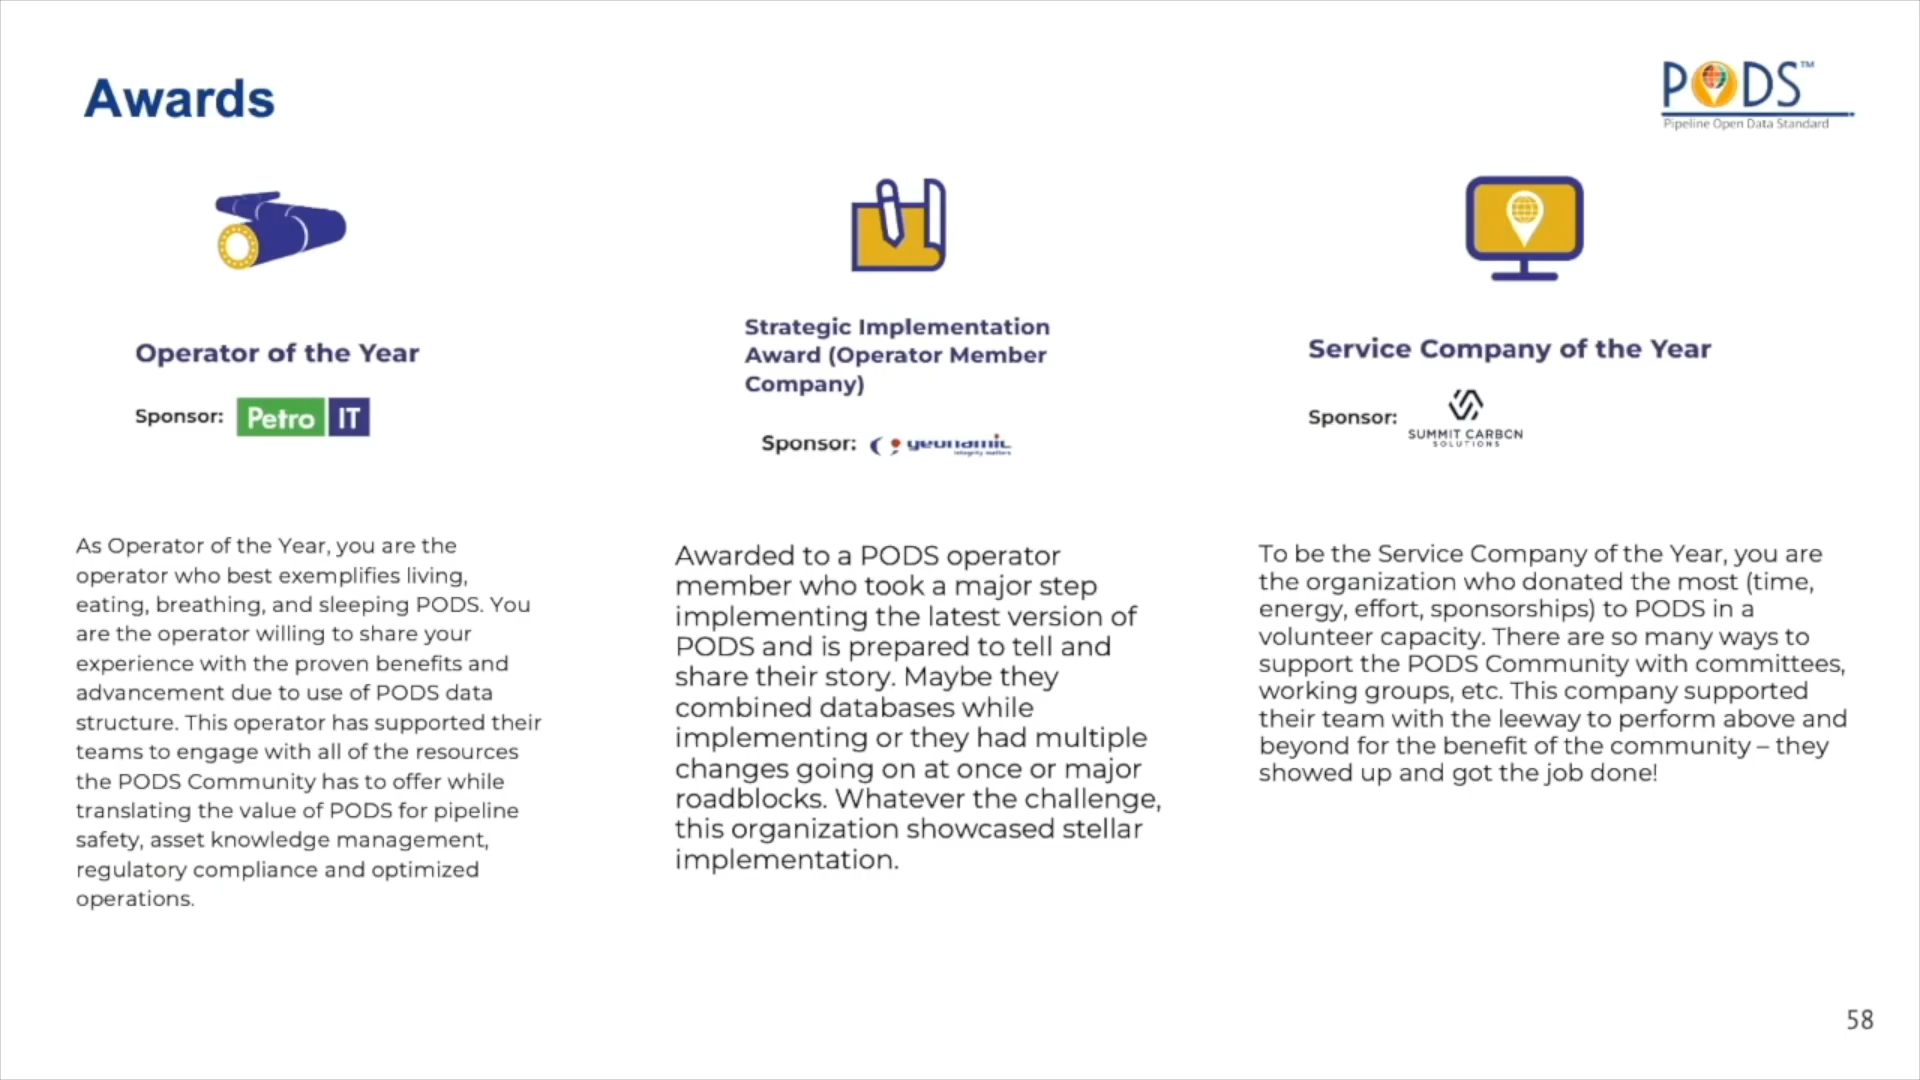 Awards
PODS™
Pipeline Open Data Standard
Operator of the Year
Sponsor: Petro IT
As Operator of the Year, you are the
operator who best exemplifies living,
eating, breathing, and sleeping PODS. You
are the operator willing to share your
experience with the proven benefits and
advancement due to use of PODS data
structure. This operator has supported their
teams to engage with all of the resources
the PODS Community has to offer while
translating the value of PODS for pipeline
safety, asset knowledge management,
regulatory compliance and optimized
operations.
Strategic Implementation
Award (Operator Member
Company)
Sponsor:
integrity matters
Awarded to a PODS operator
member who took a major step
implementing the latest version of
PODS and is prepared to tell and
share their story. Maybe they
combined databases while
implementing or they had multiple
changes going on at once or major
roadblocks. Whatever the challenge,
this organization showcased stellar
implementation.
Service Company of the Year
Sponsor:
SUMMIT CARBON
SOLUTIONS
To be the Service Company of the Year, you are
the organization who donated the most (time,
energy, effort, sponsorships) to PODS in a
volunteer capacity. There are so many ways to
support the PODS Community with committees,
working groups, etc. This company supported
their team with the leeway to perform above and
beyond for the benefit of the community – they
showed up and got the job done!
58